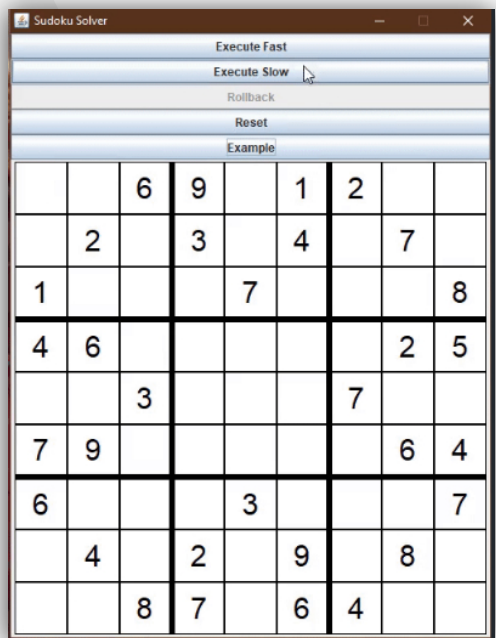 Sudoku Solver
Execute Fast
Execute Slow
Rollback
Reset
Example
6 9 1 2
2 3 4 7
1 7 8
4 6 2 5
3 7
7 9 6 4
6 3 7
4 2 9 8
8 7 6 4